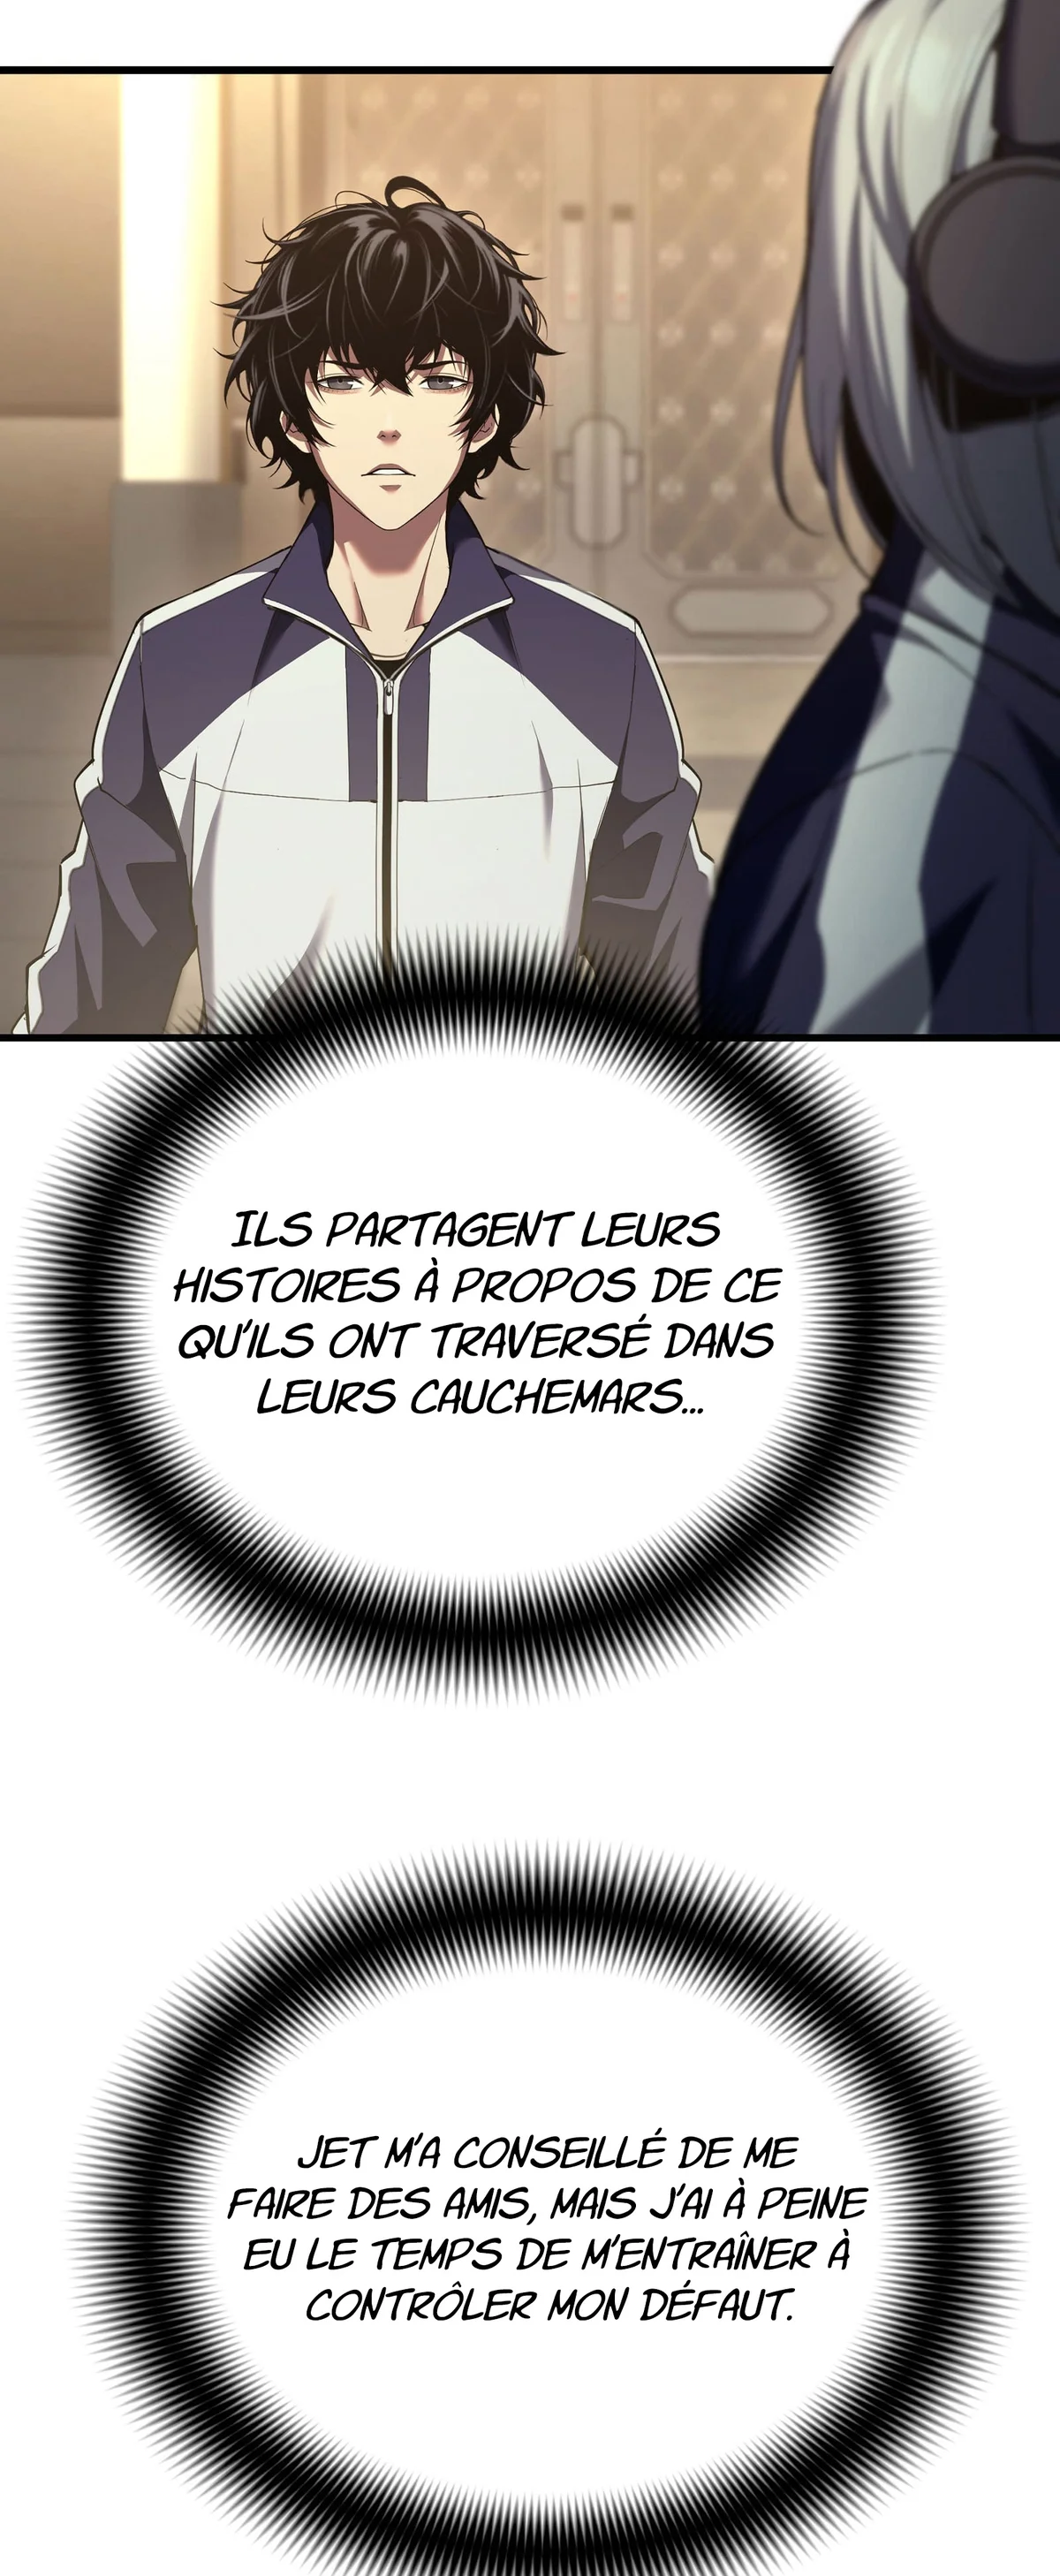 ILS PARTAGENT LEURS
HISTOIRES À PROPOS DE CE
QU'ILS ONT TRAVERSÉ DANS
LEURS CAUCHEMARS...
JET M'A CONSEILLÉ DE ME
FAIRE DES AMIS, MAIS J'AI À PEINE
EU LE TEMPS DE M'ENTRAÎNER À
CONTRÔLER MON DÉFAUT.